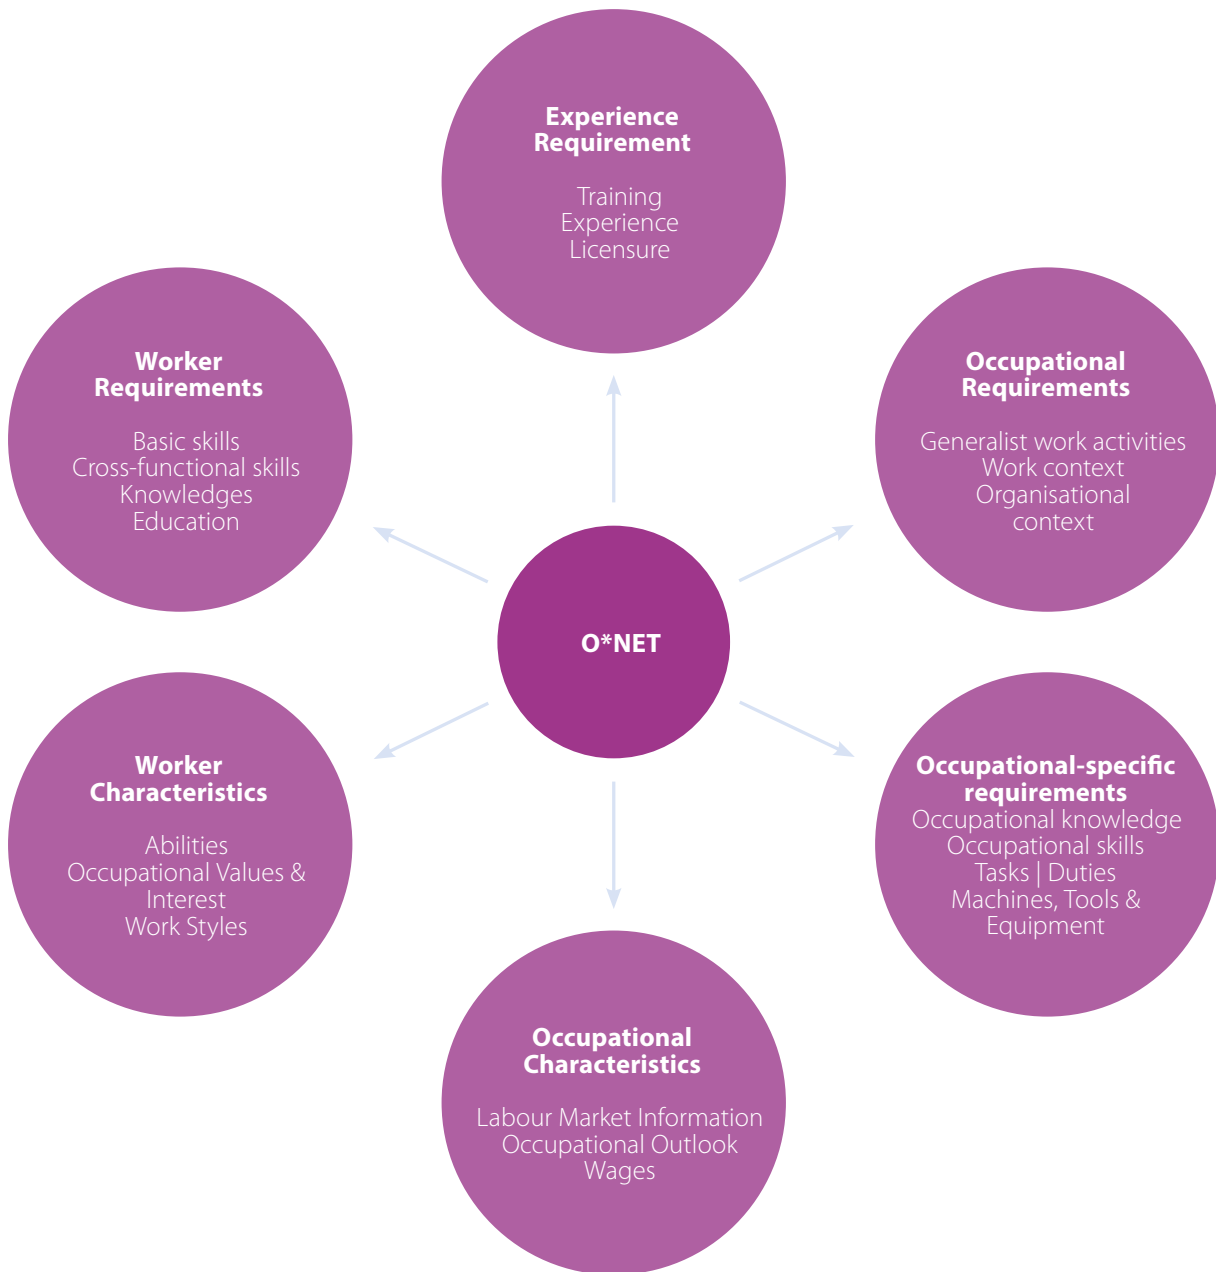 Experience
Requirement
Training
Experience
Licensure
Worker
Requirements
Basic skills
Cross-functional skills
Knowledges
Education
Occupational
Requirements
Generalist work activities
Work context
Organisational
context
O*NET
Worker
Characteristics
Abilities
Occupational Values &
Interest
Work Styles
Occupational-specific
requirements
Occupational knowledge
Occupational skills
Tasks | Duties
Machines, Tools &
Equipment
Occupational
Characteristics
Labour Market Information
Occupational Outlook
Wages